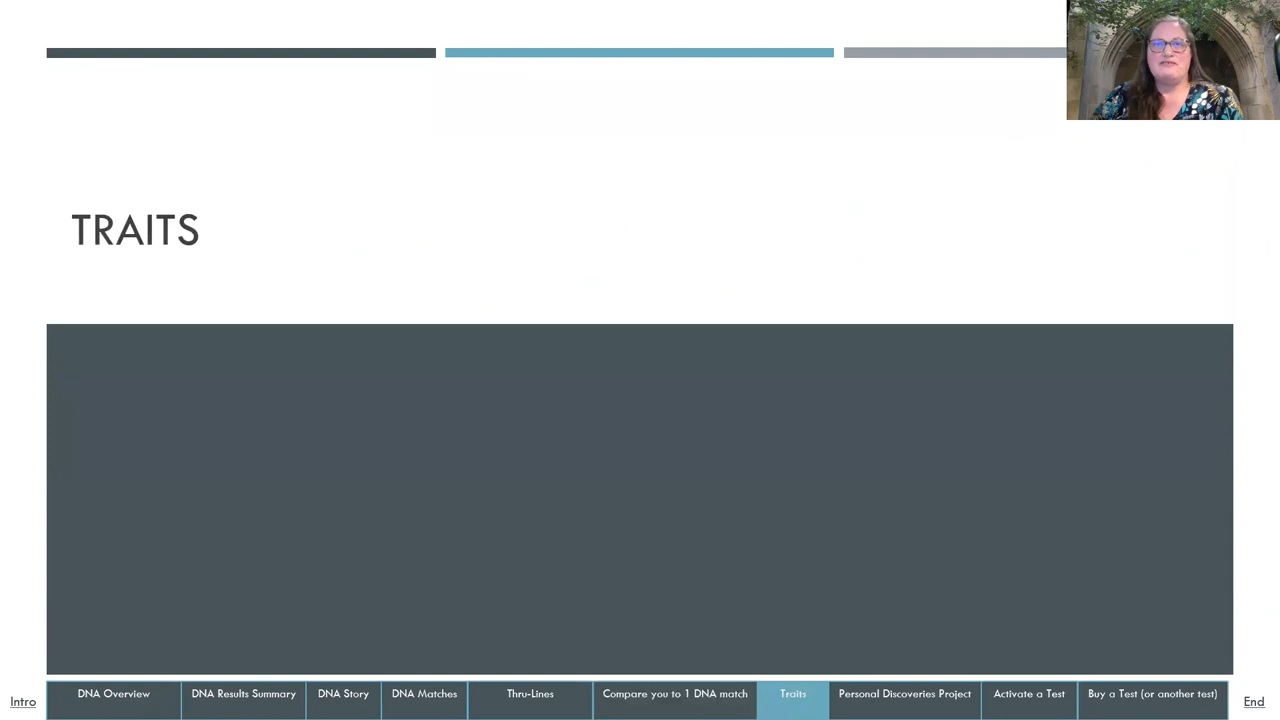 TRAITS
Intro
DNA Overview
DNA Results Summary
DNA Story
DNA Matches
Thru-Lines
Compare you to 1 DNA match
Traits
Personal Discoveries Project
Activate a Test
Buy a Test (or another test)
End